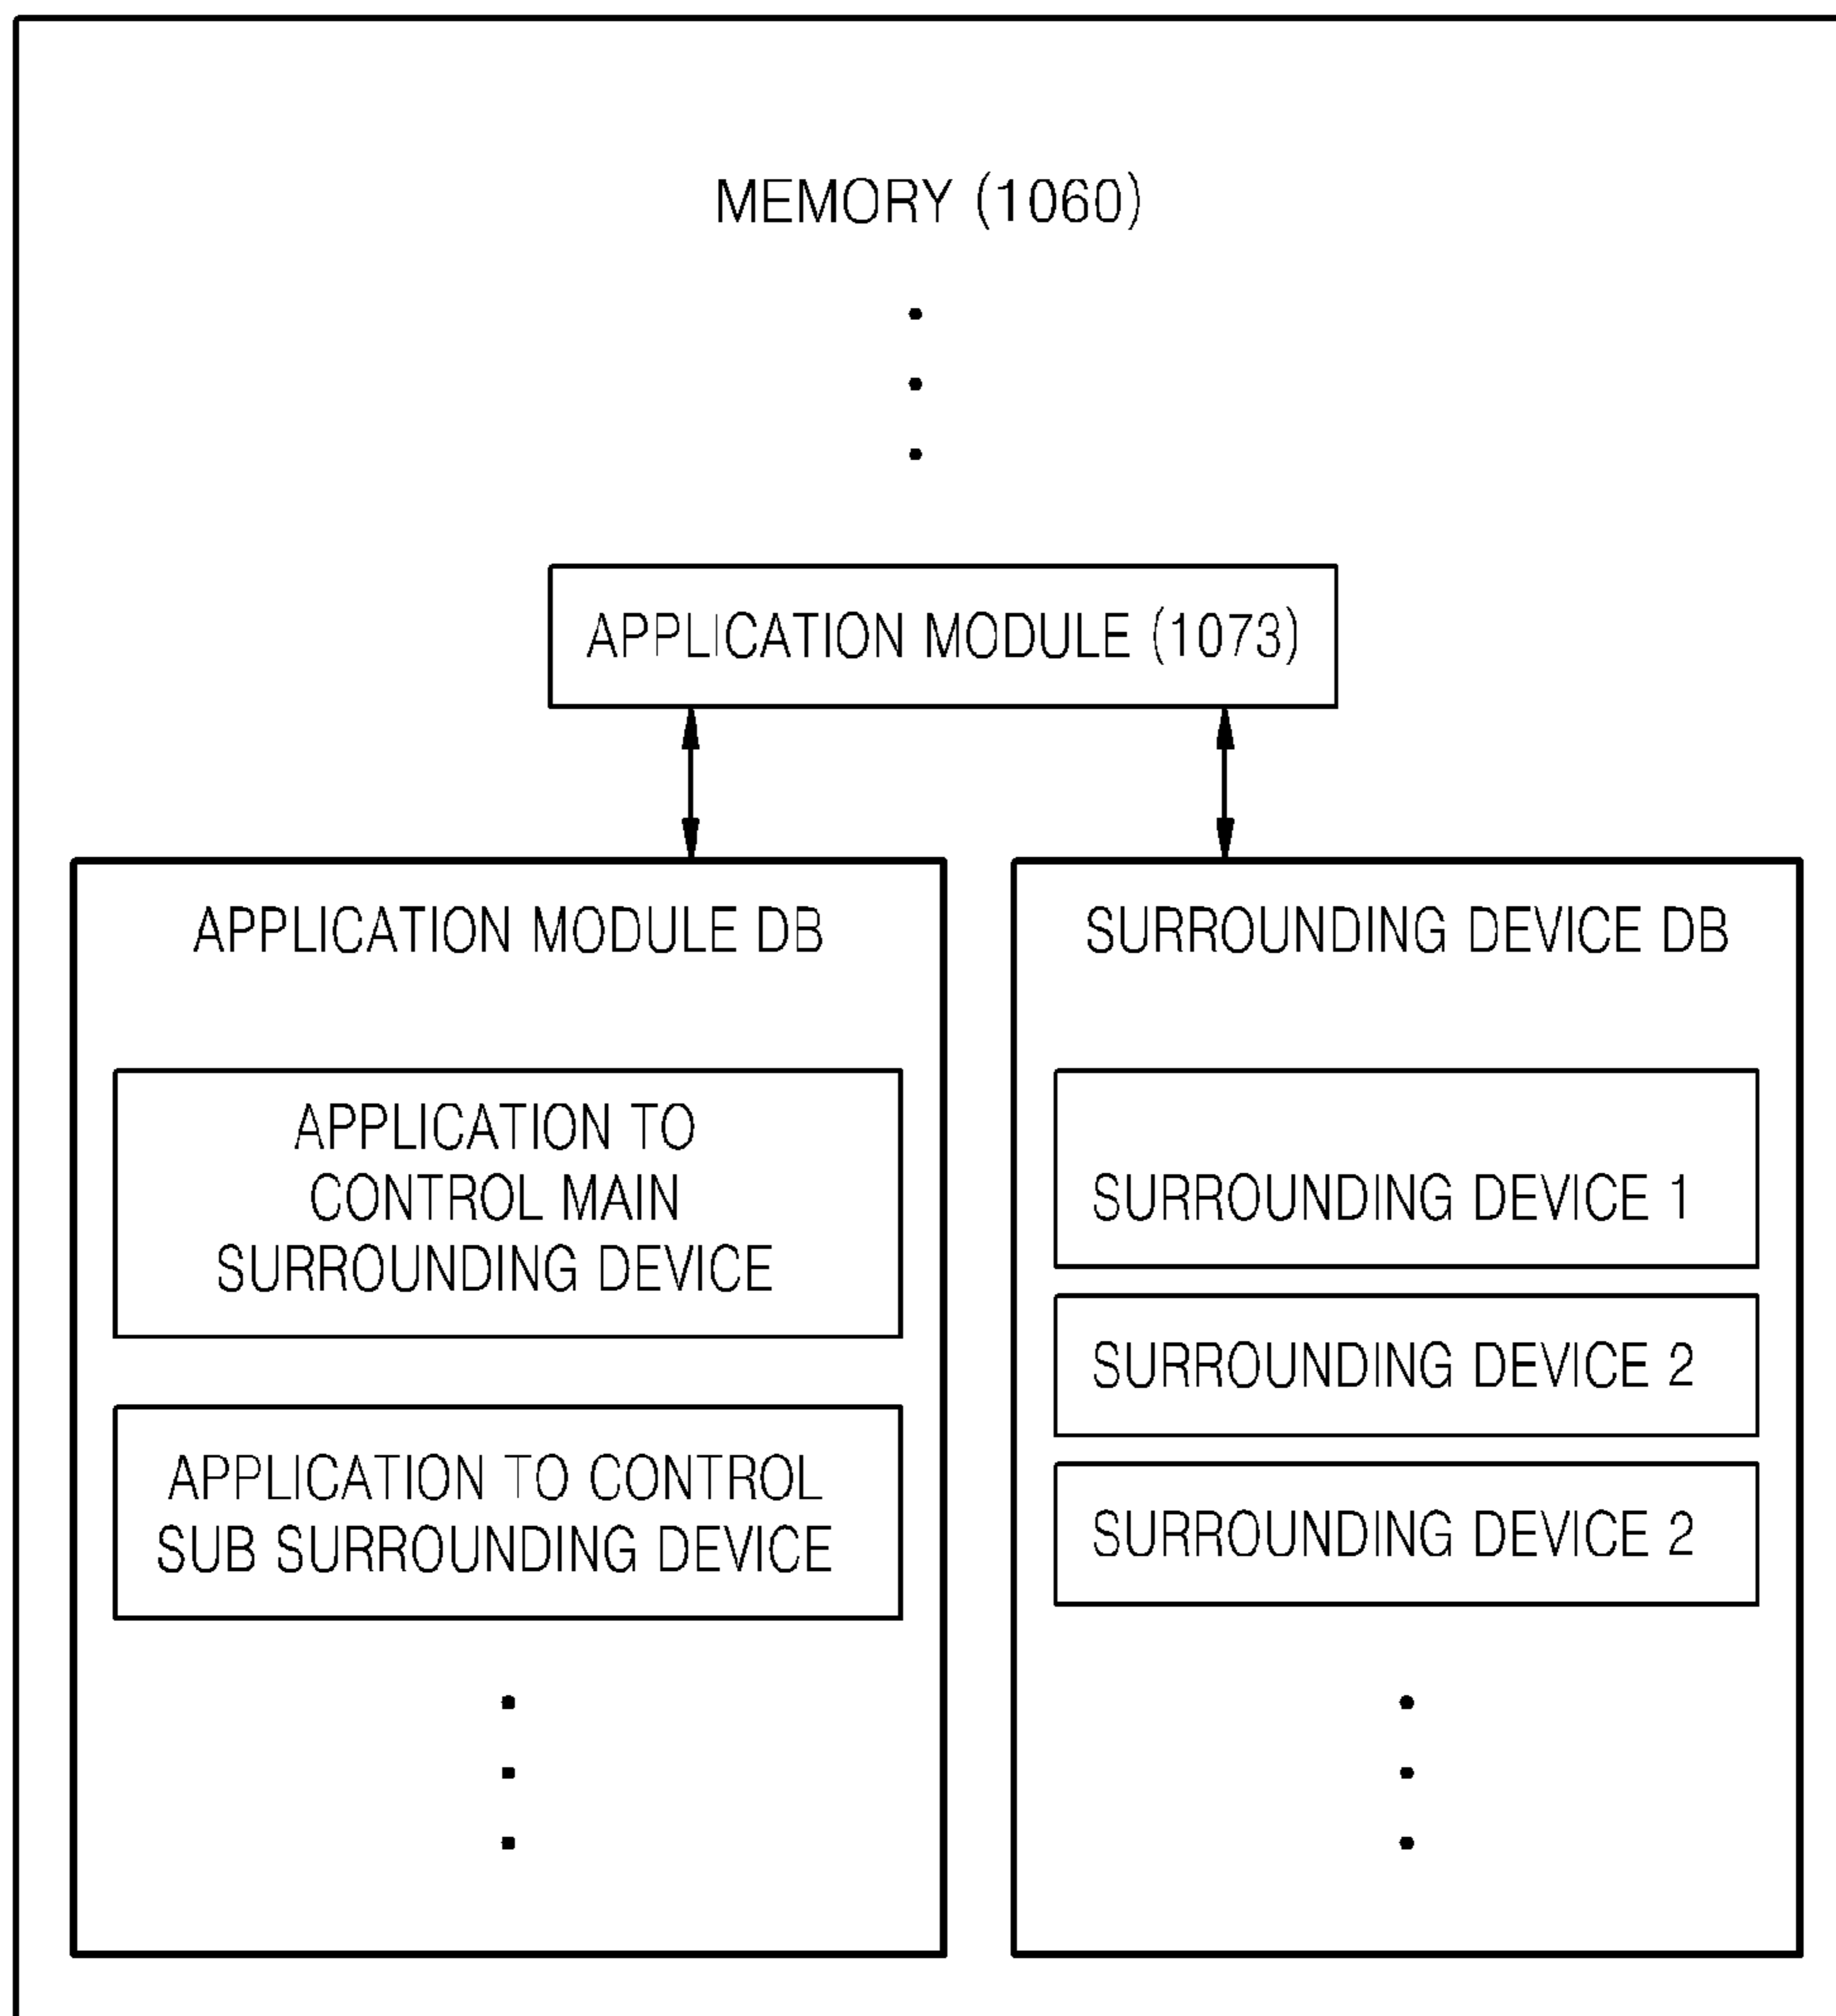 MEMORY (1060)
APPLICATION MODULE (1073)
APPLICATION MODULE DB
APPLICATION TO
CONTROL MAIN
SURROUNDING DEVICE
APPLICATION TO CONTROL
SUB SURROUNDING DEVICE
SURROUNDING DEVICE DB
SURROUNDING DEVICE 1
SURROUNDING DEVICE 2
SURROUNDING DEVICE 2